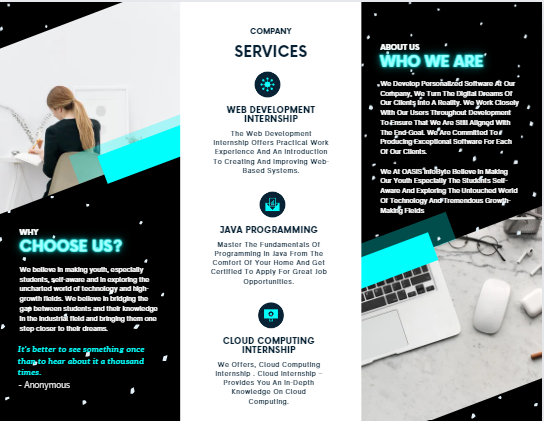 WHY
CHOOSE US?
We believe in making youth, especially
students, self-aware and in exploring the
uncharted world of technology and high-
growth fields. We believe in bridging the
gap between students and their knowledge
in the industrial field and bringing them one
step closer to their dreams.
It's better to see something once
than to hear about it a thousand
times.
- Anonymous
COMPANY
SERVICES
WEB DEVELOPMENT
INTERNSHIP
The Web Development
Internship Offers Practical Work
Experience And An Introduction
To Creating And Improving Web-
Based Systems.
JAVA PROGRAMMING
Master The Fundamentals Of
Programming In Java From The
Comfort Of Your Home And Get
Certified To Apply For Great Job
Opportunities.
CLOUD COMPUTING
INTERNSHIP
We Offers, Cloud Computing
Internship . Cloud Internship –
Provides You An In-Depth
Knowledge On Cloud
Computing.
ABOUT US
WHO WE ARE
We Develop Personalized Software At Our
Company, We Turn The Digital Dreams Of
Our Clients Into A Reality. We Work Closely
With Our Users Throughout Development
To Ensure That We Are Still Aligned With
The End-Goal. We Are Committed To
Producing Exceptional Software For Each
Of Our Clients.
We At OASIS Infobyte Believe In Making
Our Youth Especially The Students Self-
Aware And Exploring The Untouched World
Of Technology And Tremendous Growth-
Making Fields